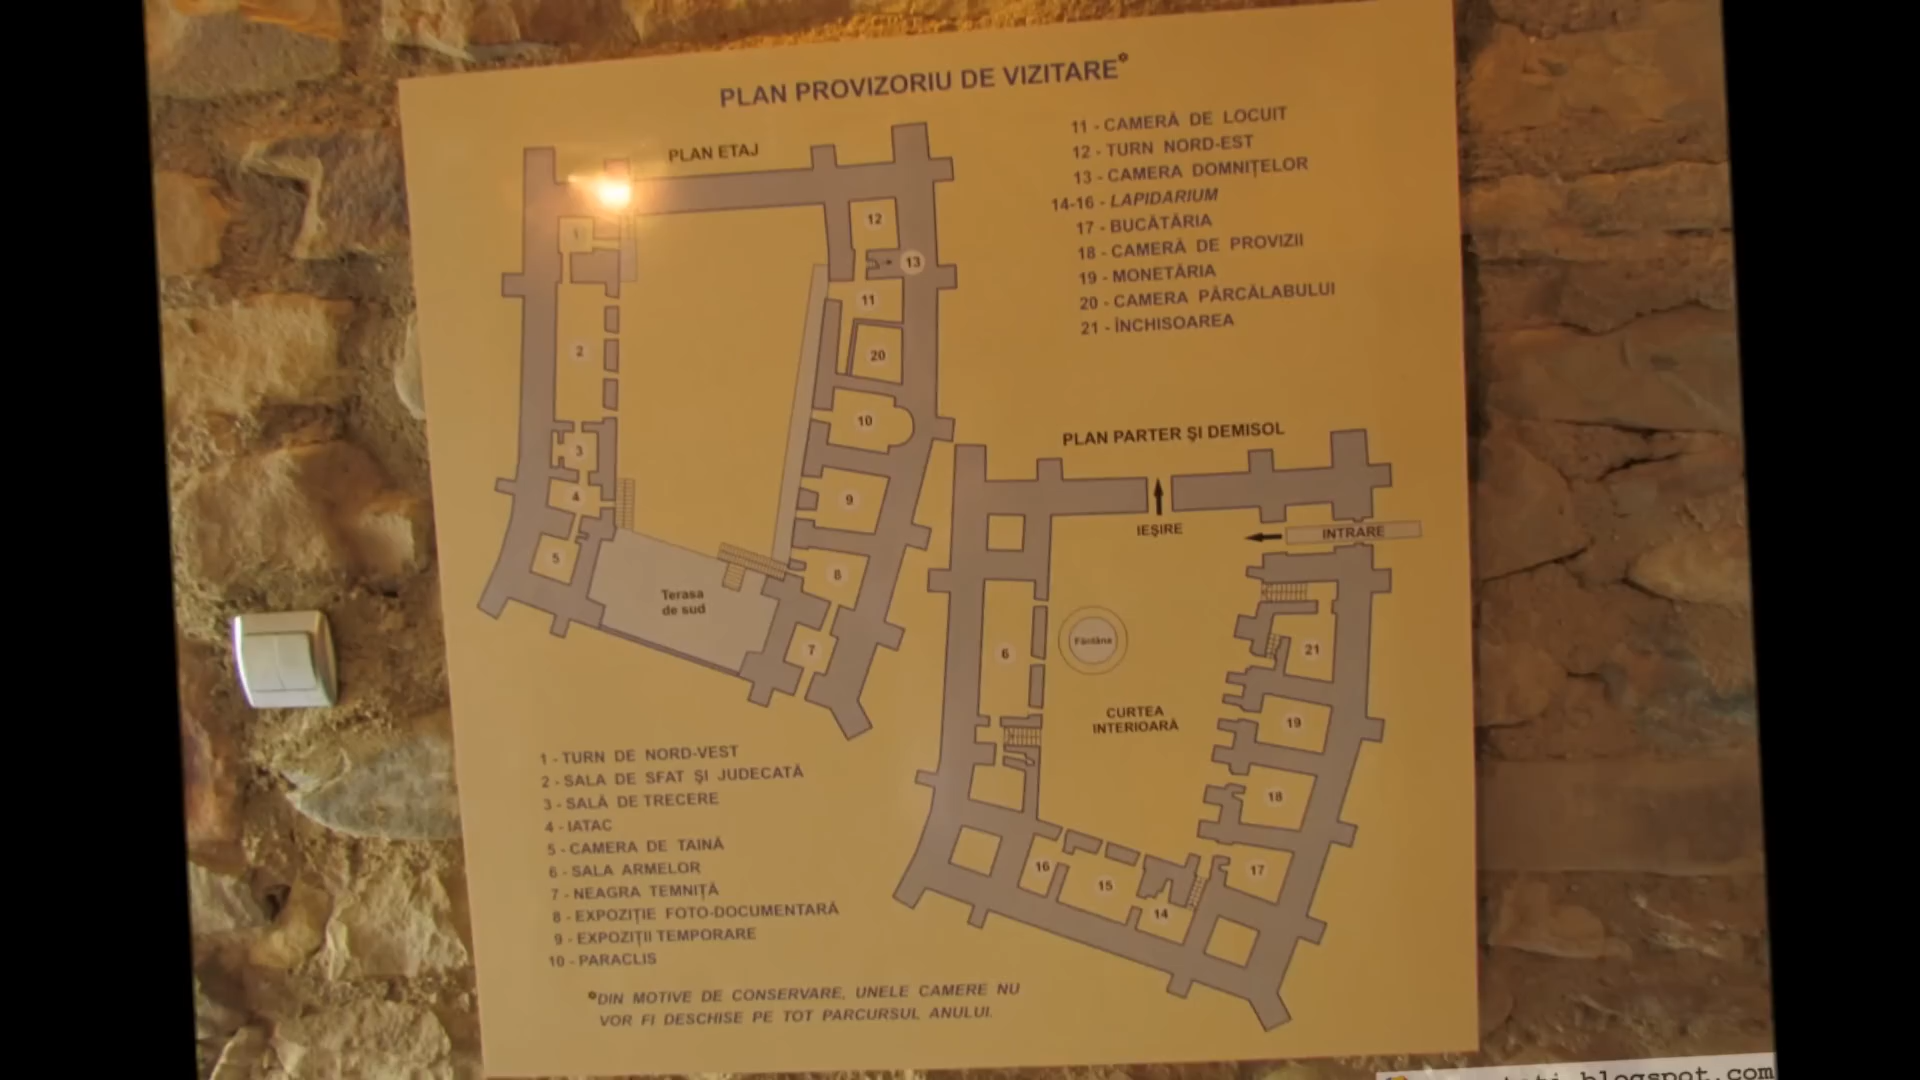 PLAN PROVIZORIU DE VIZITARE*
PLAN ETAJ
11 - CAMERĂ DE LOCUIT
12 - TURN NORD-EST
13 - CAMERA DOMNIȚELOR
14-16 - LAPIDARIUM
17 - BUCĂTĂRIA
18 - CAMERĂ DE PROVIZII
19 - MONETĂRIA
20 - CAMERA PÂRCĂLABULUI
21 - ÎNCHISOAREA
1
2
3
4
5
12
13
11
20
10
9
8
7
Terasa
de sud
PLAN PARTER ŞI DEMISOL
IEŞIRE
INTRARE
6
Fântâna
CURTEA
INTERIOARĂ
21
19
18
17
16
15
14
1 - TURN DE NORD-VEST
2 - SALA DE SFAT ŞI JUDECATĂ
3 - SALĂ DE TRECERE
4 - IATAC
5 - CAMERA DE TAINĂ
6 - SALA ARMELOR
7 - NEAGRA TEMNIȚĂ
8 - EXPOZIȚIE FOTO-DOCUMENTARĂ
9 - EXPOZIȚII TEMPORARE
10 - PARACLIS
*DIN MOTIVE DE CONSERVARE, UNELE CAMERE NU
VOR FI DESCHISE PE TOT PARCURSUL ANULUI.
blogspot.com